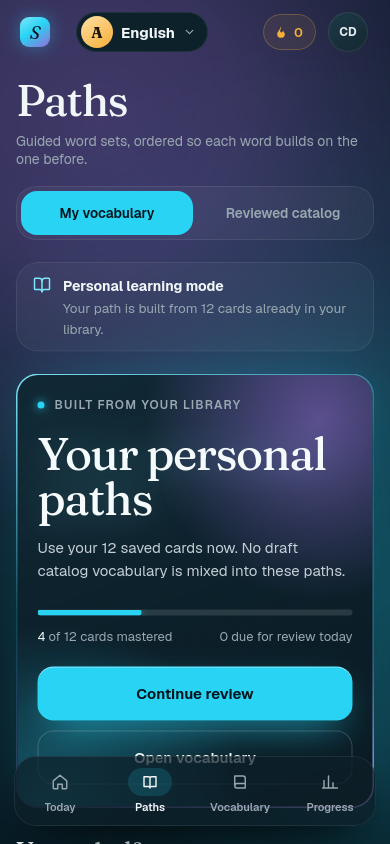 S
A English
0
CD
Paths
Guided word sets, ordered so each word builds on the
one before.
My vocabulary
Reviewed catalog
Personal learning mode
Your path is built from 12 cards already in your
library.
BUILT FROM YOUR LIBRARY
Your personal
paths
Use your 12 saved cards now. No draft
catalog vocabulary is mixed into these paths.
4 of 12 cards mastered
0 due for review today
Continue review
Open vocabulary
Today
Paths
Vocabulary
Progress